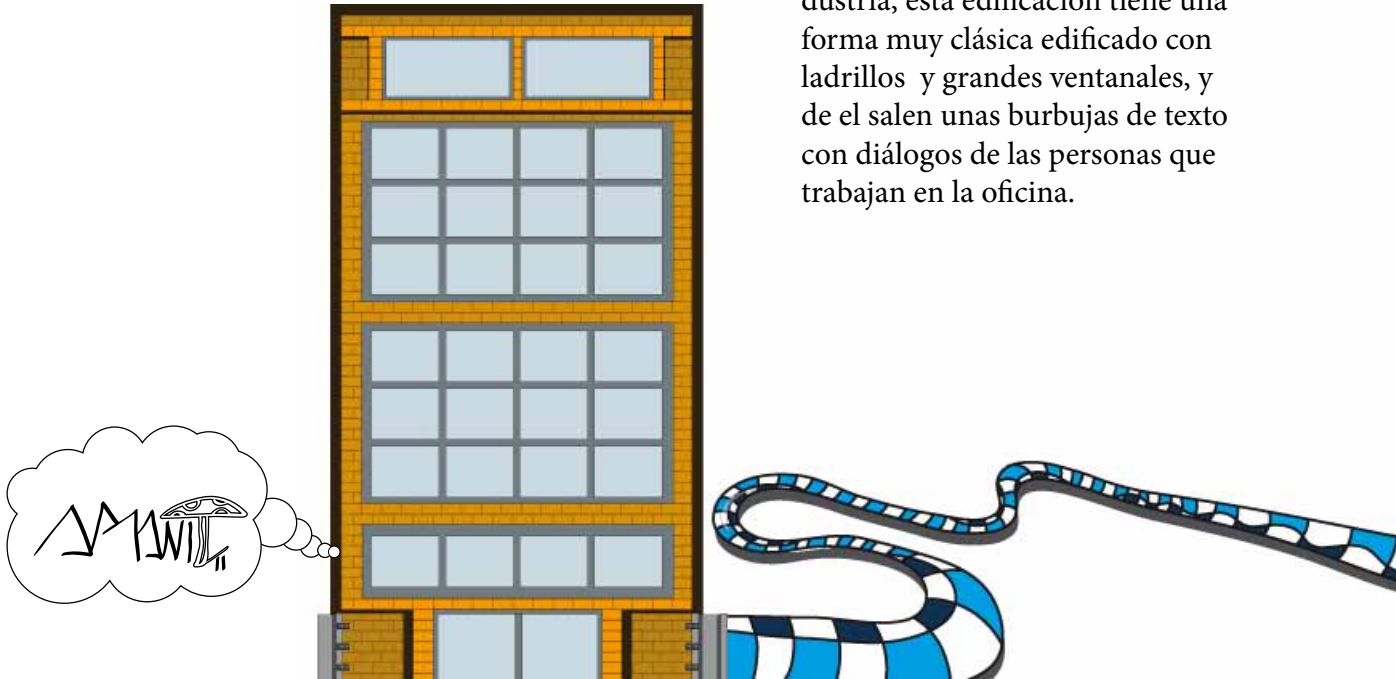 dustria, esta edificación tiene una
forma muy clásica edificado con
ladrillos y grandes ventanales, y
de el salen unas burbujas de texto
con diálogos de las personas que
trabajan en la oficina.